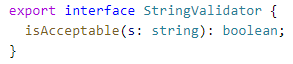 export interface StringValidator {
  isAcceptable(s: string): boolean;
}